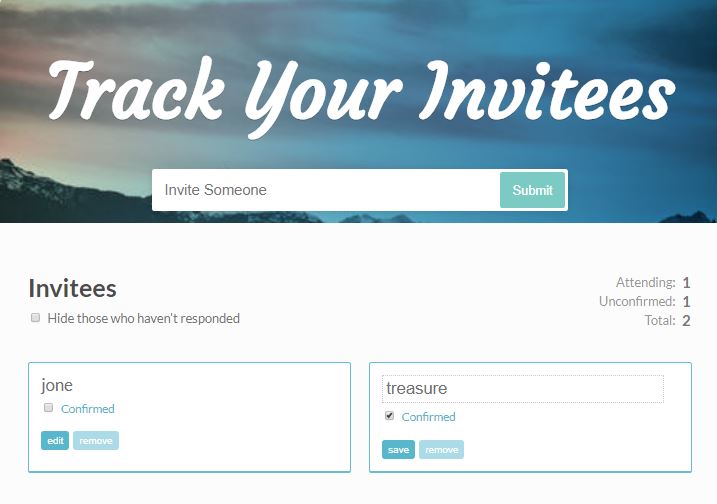 Track Your Invitees
Invite Someone
Submit
Invitees
Hide those who haven't responded
Attending: 1
Unconfirmed: 1
Total: 2
jone
Confirmed
edit remove
treasure
Confirmed
save remove